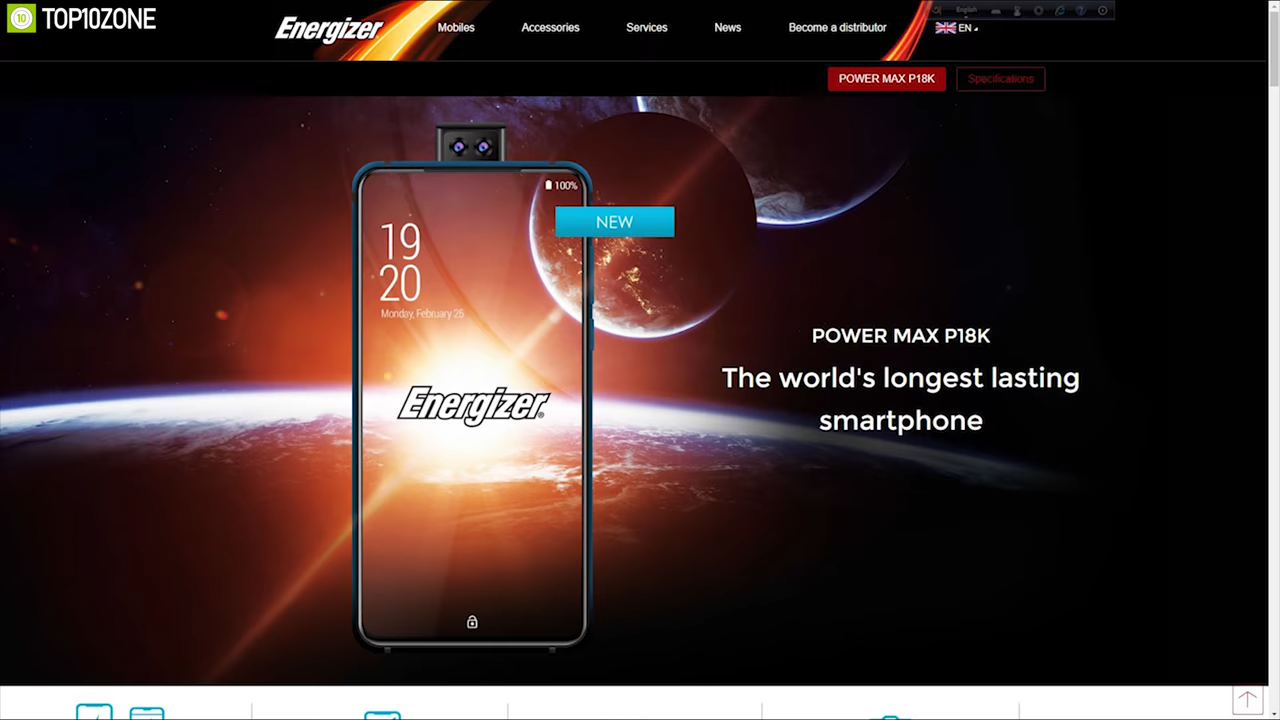 10 TOP10ZONE
Energizer
Mobiles
Accessories
Services
News
Become a distributor
English
EN
POWER MAX P18K
Specifications
100%
NEW
19
20
Monday, February 25
Energizer
POWER MAX P18K
The world's longest lasting
smartphone